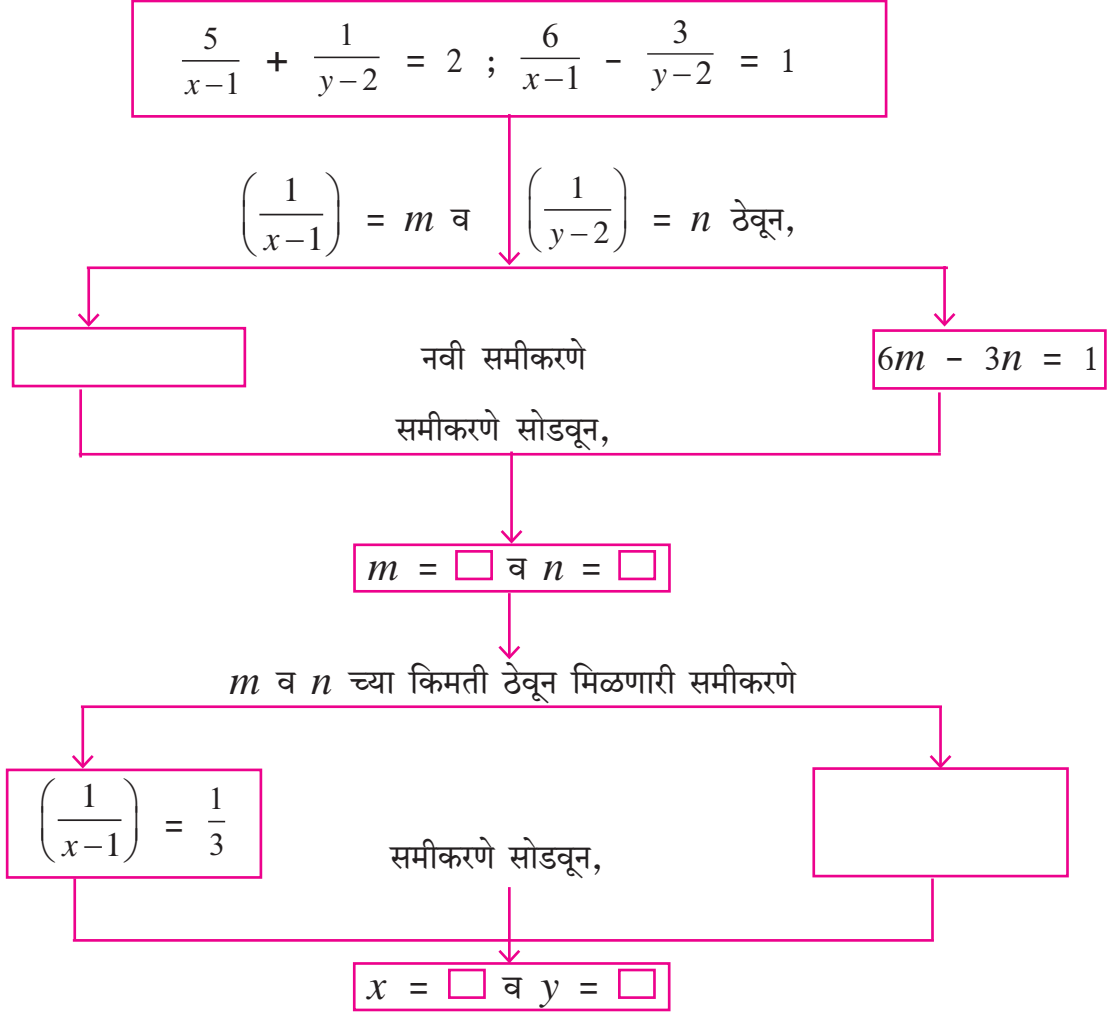 5/(x−1) + 1/(y−2) = 2 ; 6/(x−1) - 3/(y−2) = 1
(1/(x−1)) = m व (1/(y−2)) = n ठेवून,
नवी समीकरणे
6m - 3n = 1
समीकरणे सोडवून,
m = □ व n = □
m व n च्या किमती ठेवून मिळणारी समीकरणे
(1/(x−1)) = 1/3
समीकरणे सोडवून,
x = □ व y = □